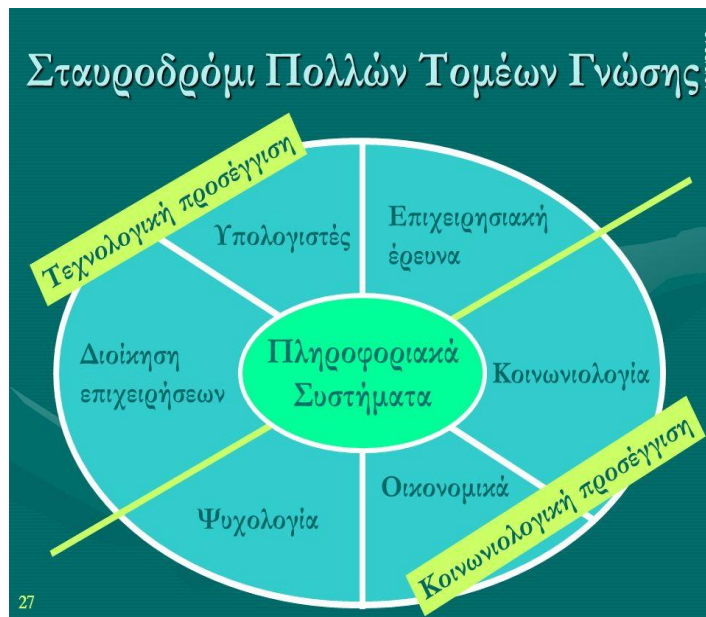 Σταυροδρόμι Πολλών Τομέων Γνώσης
Τεχνολογική προσέγγιση
Υπολογιστές
Επιχειρησιακή
έρευνα
Διοίκηση
επιχειρήσεων
Πληροφοριακά
Συστήματα
Κοινωνιολογία
Ψυχολογία
Οικονομικά
Κοινωνιολογική προσέγγιση
27